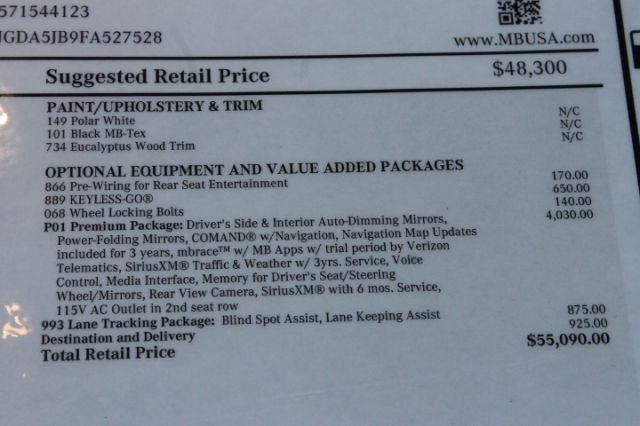 571544123
JGDA5JB9FA527528
www.MBUSA.com
Suggested Retail Price $48,300
PAINT/UPHOLSTERY & TRIM
149 Polar White N/C
101 Black MB-Tex N/C
734 Eucalyptus Wood Trim N/C
OPTIONAL EQUIPMENT AND VALUE ADDED PACKAGES
866 Pre-Wiring for Rear Seat Entertainment 170.00
889 KEYLESS-GO® 650.00
068 Wheel Locking Bolts 140.00
P01 Premium Package: Driver's Side & Interior Auto-Dimming Mirrors, 4,030.00
Power-Folding Mirrors, COMAND® w/Navigation, Navigation Map Updates
included for 3 years, mbrace™ w/ MB Apps w/ trial period by Verizon
Telematics, SiriusXM® Traffic & Weather w/ 3yrs. Service, Voice
Control, Media Interface, Memory for Driver's Seat/Steering
Wheel/Mirrors, Rear View Camera, SiriusXM® with 6 mos. Service,
115V AC Outlet in 2nd seat row
993 Lane Tracking Package: Blind Spot Assist, Lane Keeping Assist 875.00
Destination and Delivery 925.00
Total Retail Price $55,090.00